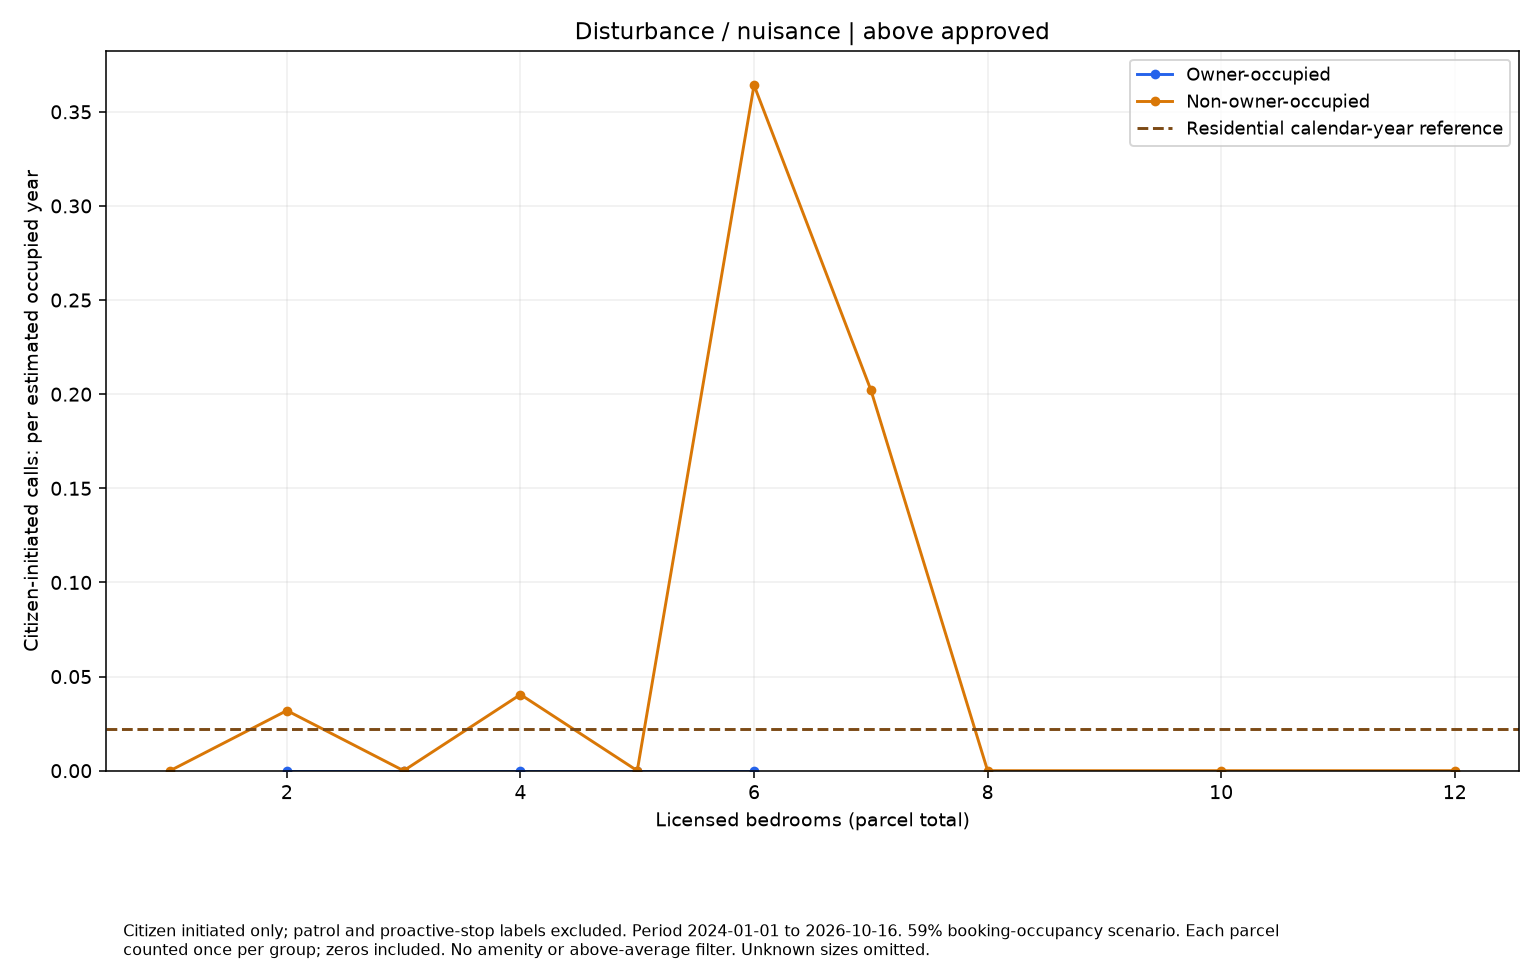 Disturbance / nuisance | above approved
Owner-occupied
Non-owner-occupied
Residential calendar-year reference
Citizen-initiated calls: per estimated occupied year
0.35
0.30
0.25
0.20
0.15
0.10
0.05
0.00
2 4 6 8 10 12
Licensed bedrooms (parcel total)
Citizen initiated only; patrol and proactive-stop labels excluded. Period 2024-01-01 to 2026-10-16. 59% booking-occupancy scenario. Each parcel
counted once per group; zeros included. No amenity or above-average filter. Unknown sizes omitted.